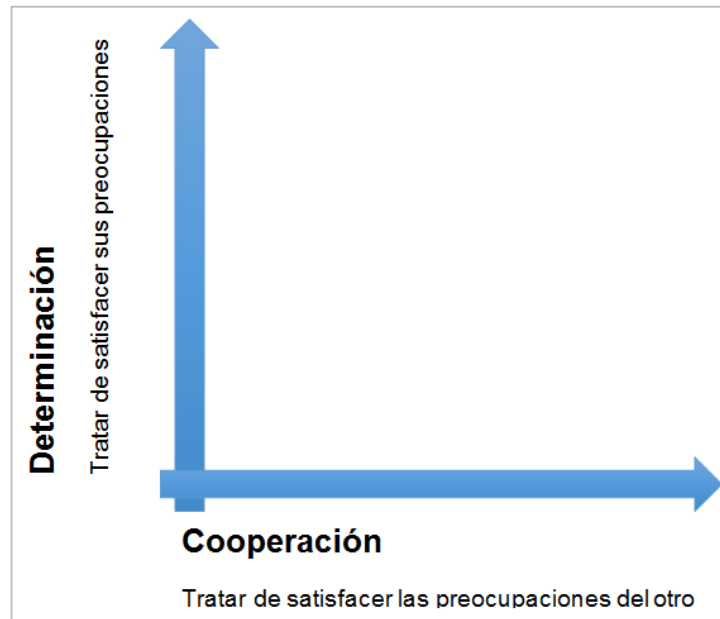 Determinación
Tratar de satisfacer sus preocupaciones
Cooperación
Tratar de satisfacer las preocupaciones del otro